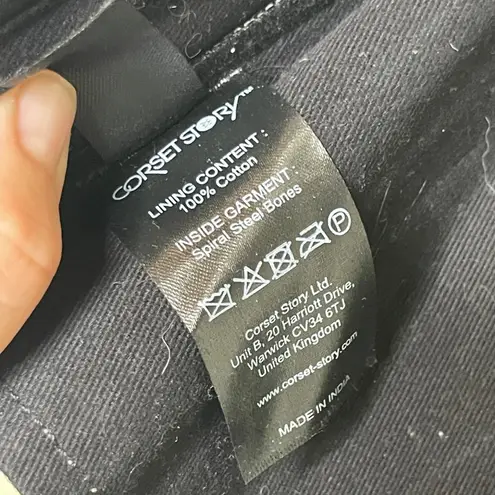 CORSET STORY™
LINING CONTENT :
100% Cotton
INSIDE GARMENT :
Spiral Steel Bones
P
Corset Story Ltd.
Unit B, 20 Harriott Drive,
Warwick CV34 6TJ
United Kingdom
www.corset-story.com
MADE IN INDIA